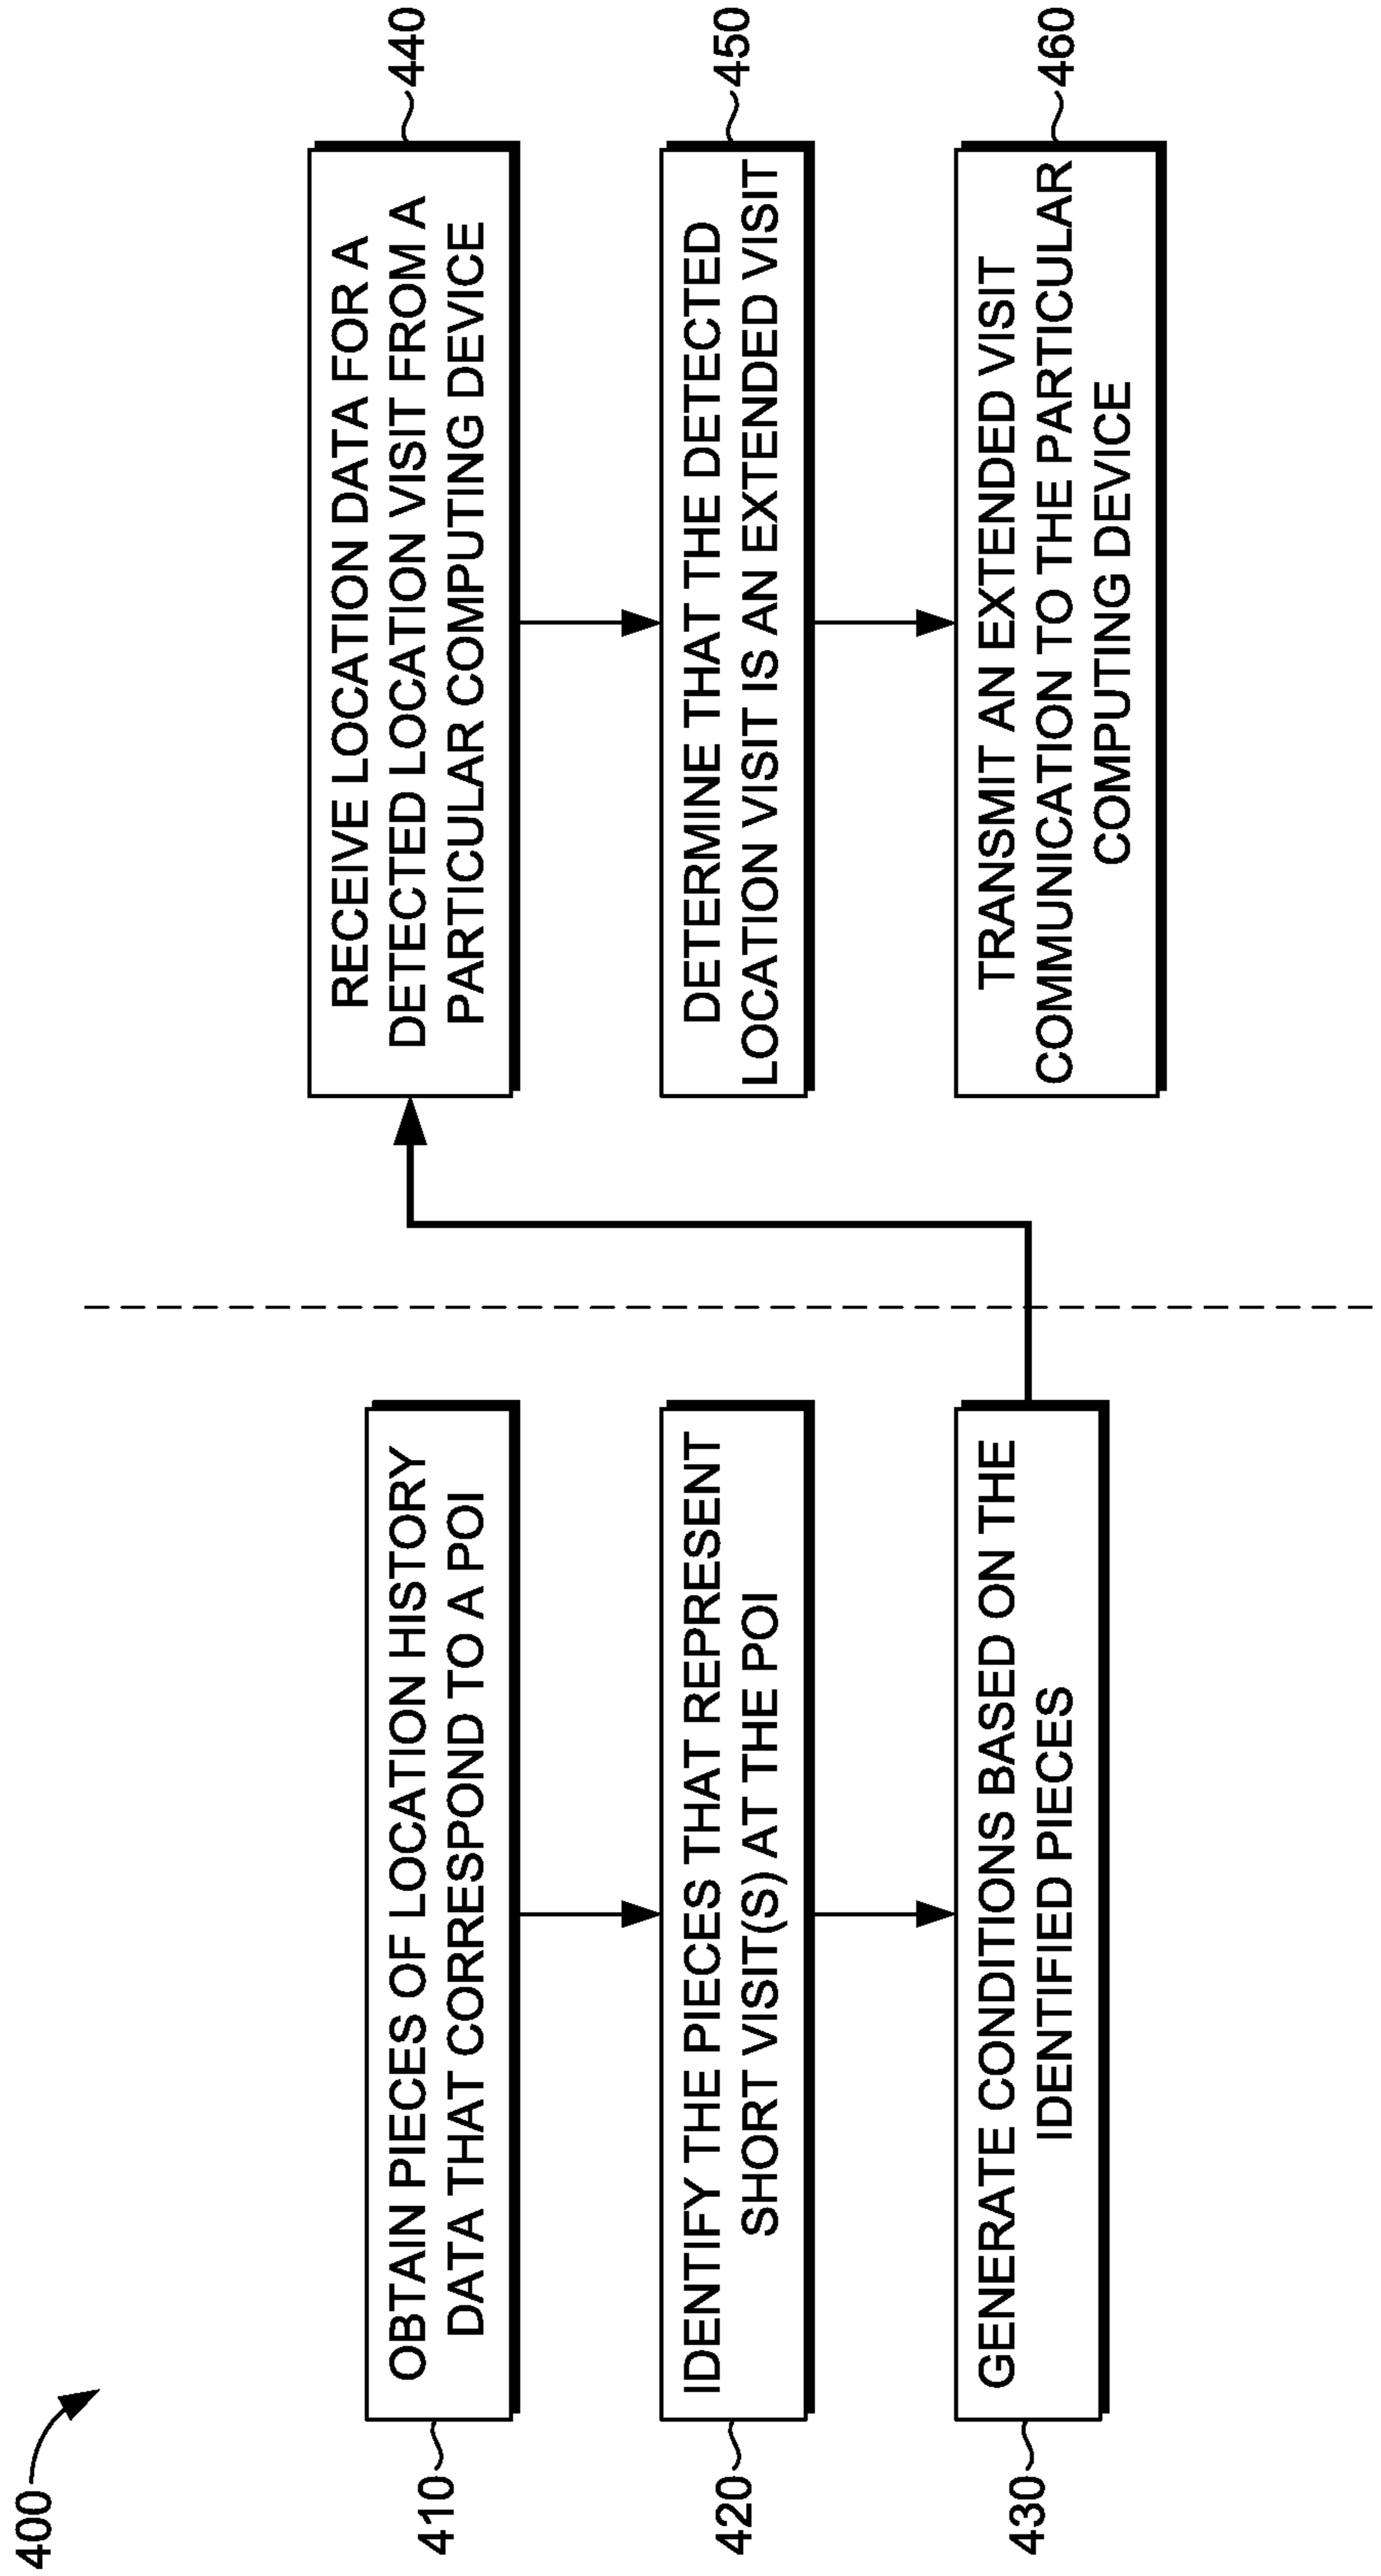 400
410
OBTAIN PIECES OF LOCATION HISTORY
DATA THAT CORRESPOND TO A POI
420
IDENTIFY THE PIECES THAT REPRESENT
SHORT VISIT(S) AT THE POI
430
GENERATE CONDITIONS BASED ON THE
IDENTIFIED PIECES
RECEIVE LOCATION DATA FOR A
DETECTED LOCATION VISIT FROM A
PARTICULAR COMPUTING DEVICE
440
DETERMINE THAT THE DETECTED
LOCATION VISIT IS AN EXTENDED VISIT
450
TRANSMIT AN EXTENDED VISIT
COMMUNICATION TO THE PARTICULAR
COMPUTING DEVICE
460